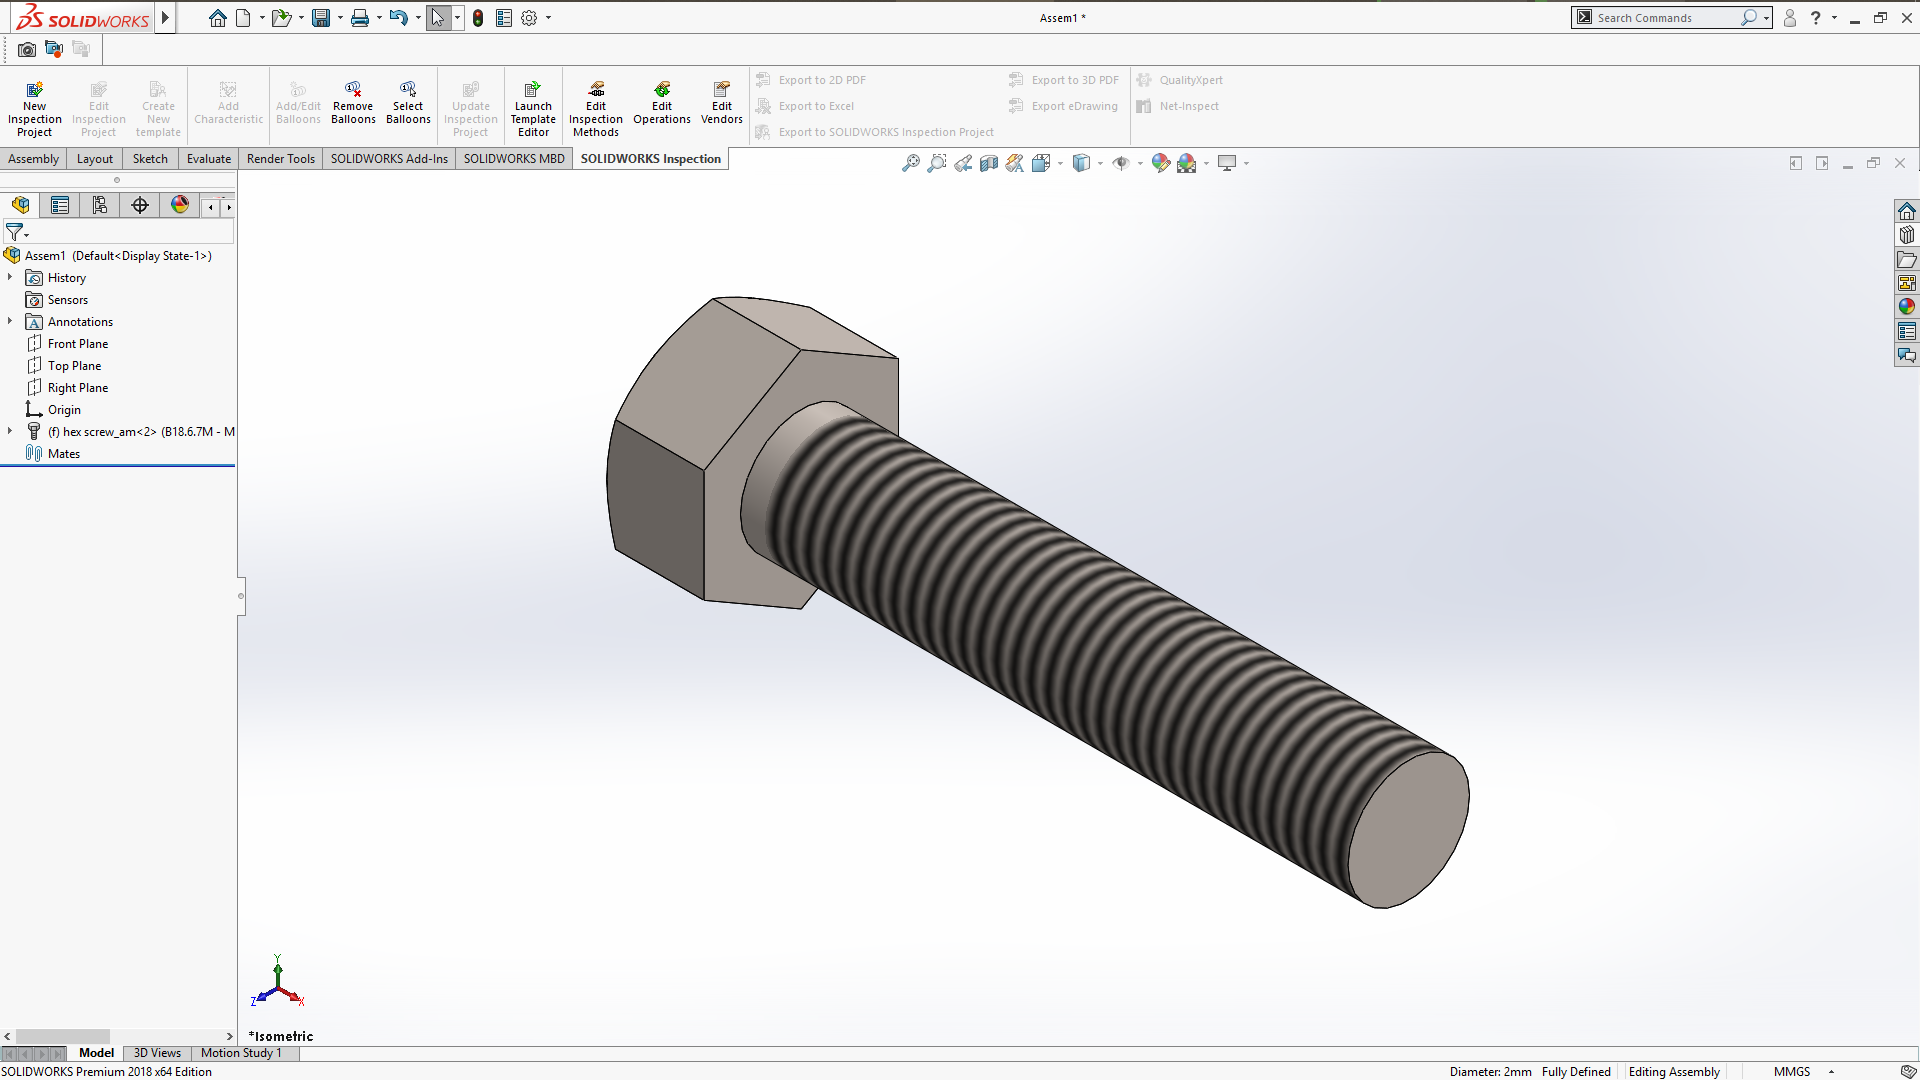 SOLIDWORKS
Assem1 *
Search Commands
New Inspection Project
Edit Inspection Project
Create New template
Add Characteristic
Add/Edit Balloons
Remove Balloons
Select Balloons
Update Inspection Project
Launch Template Editor
Edit Inspection Methods
Edit Operations
Edit Vendors
Export to 2D PDF
Export to Excel
Export to SOLIDWORKS Inspection Project
Export to 3D PDF
Export eDrawing
QualityXpert
Net-Inspect
Assembly
Layout
Sketch
Evaluate
Render Tools
SOLIDWORKS Add-Ins
SOLIDWORKS MBD
SOLIDWORKS Inspection
Assem1 (Default<Display State-1>)
History
Sensors
Annotations
Front Plane
Top Plane
Right Plane
Origin
(f) hex screw_am<2> (B18.6.7M - M
Mates
Y
Z
X
*Isometric
Model
3D Views
Motion Study 1
SOLIDWORKS Premium 2018 x64 Edition
Diameter: 2mm
Fully Defined
Editing Assembly
MMGS